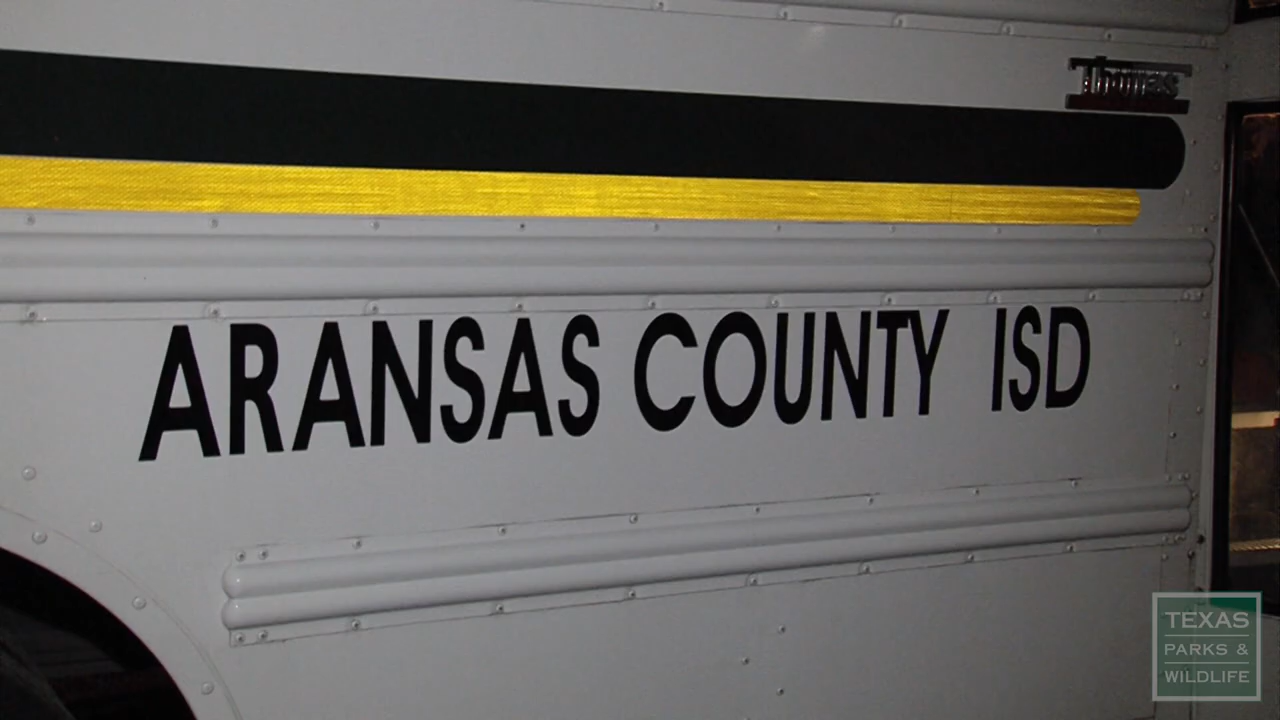 Thomas
ARANSAS COUNTY ISD
TEXAS
PARKS &
WILDLIFE